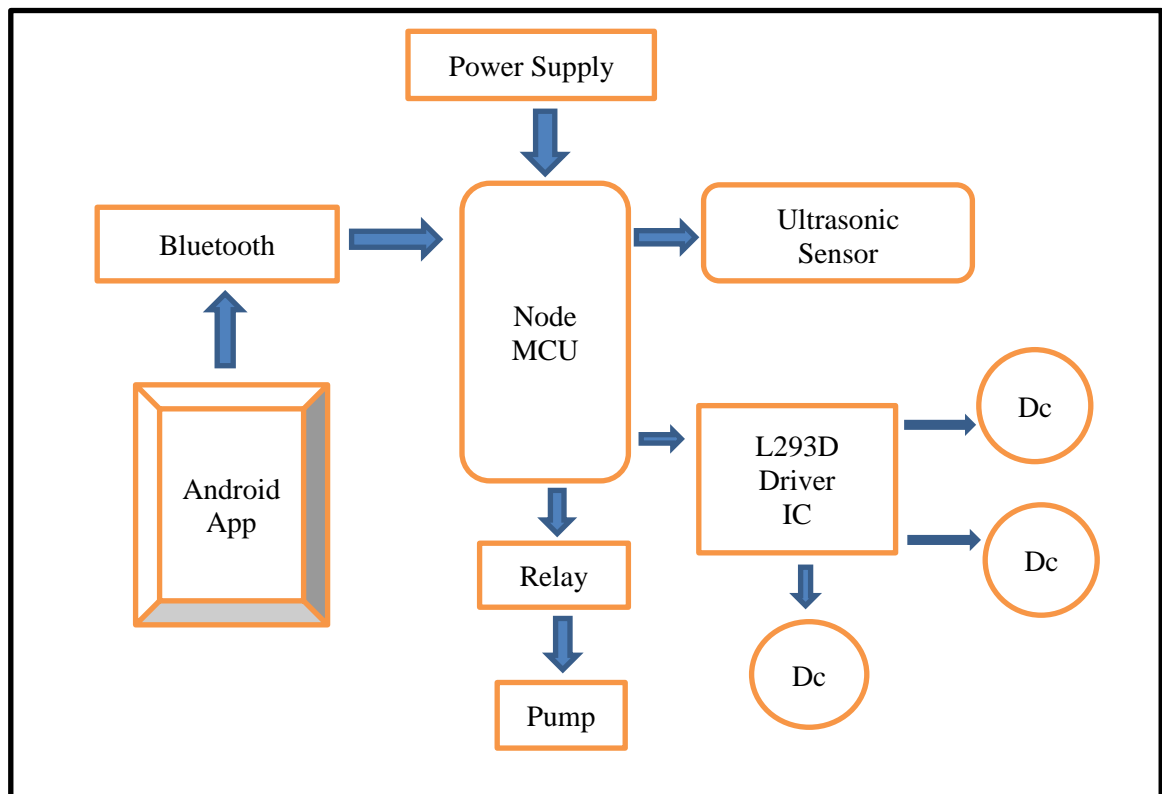 Power Supply
Bluetooth
Ultrasonic
Sensor
Node
MCU
Android
App
L293D
Driver
IC
Dc
Dc
Relay
Dc
Pump